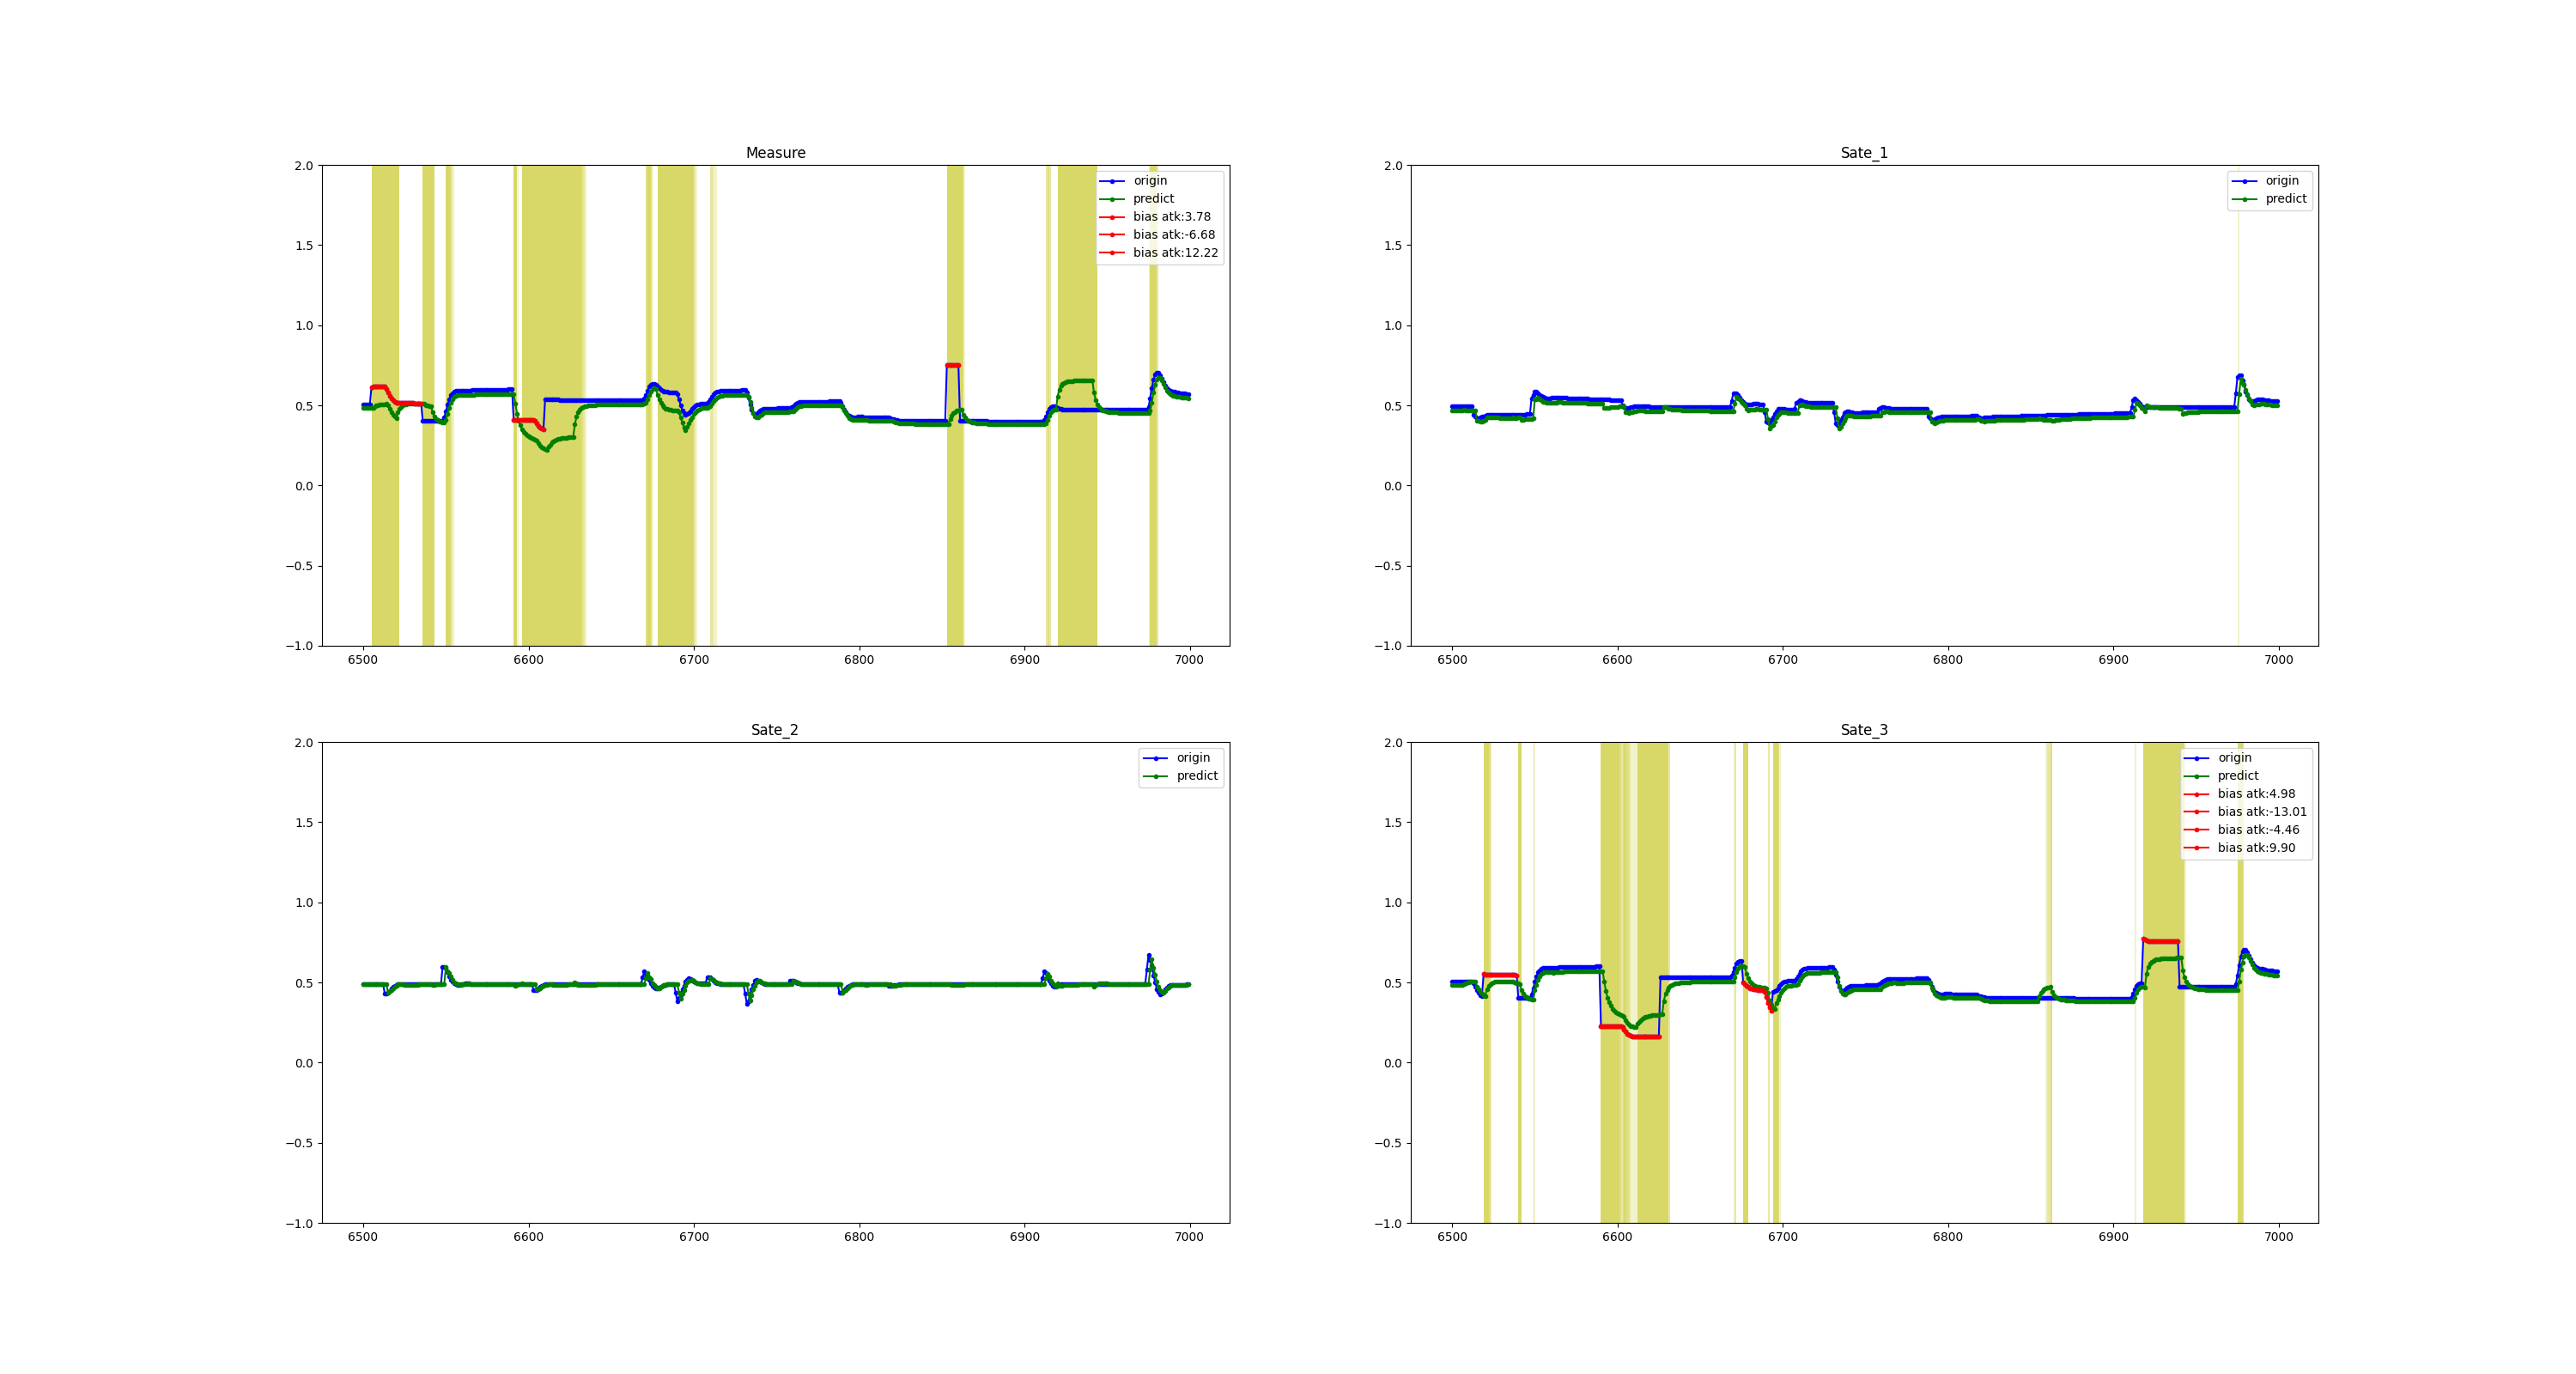 Measure
2.0
1.5
1.0
0.5
0.0
−0.5
−1.0
6500 6600 6700 6800 6900 7000
origin
predict
bias atk:3.78
bias atk:-6.68
bias atk:12.22
Sate_1
2.0
1.5
1.0
0.5
0.0
−0.5
−1.0
6500 6600 6700 6800 6900 7000
origin
predict
Sate_2
2.0
1.5
1.0
0.5
0.0
−0.5
−1.0
6500 6600 6700 6800 6900 7000
origin
predict
Sate_3
2.0
1.5
1.0
0.5
0.0
−0.5
−1.0
6500 6600 6700 6800 6900 7000
origin
predict
bias atk:4.98
bias atk:-13.01
bias atk:-4.46
bias atk:9.90